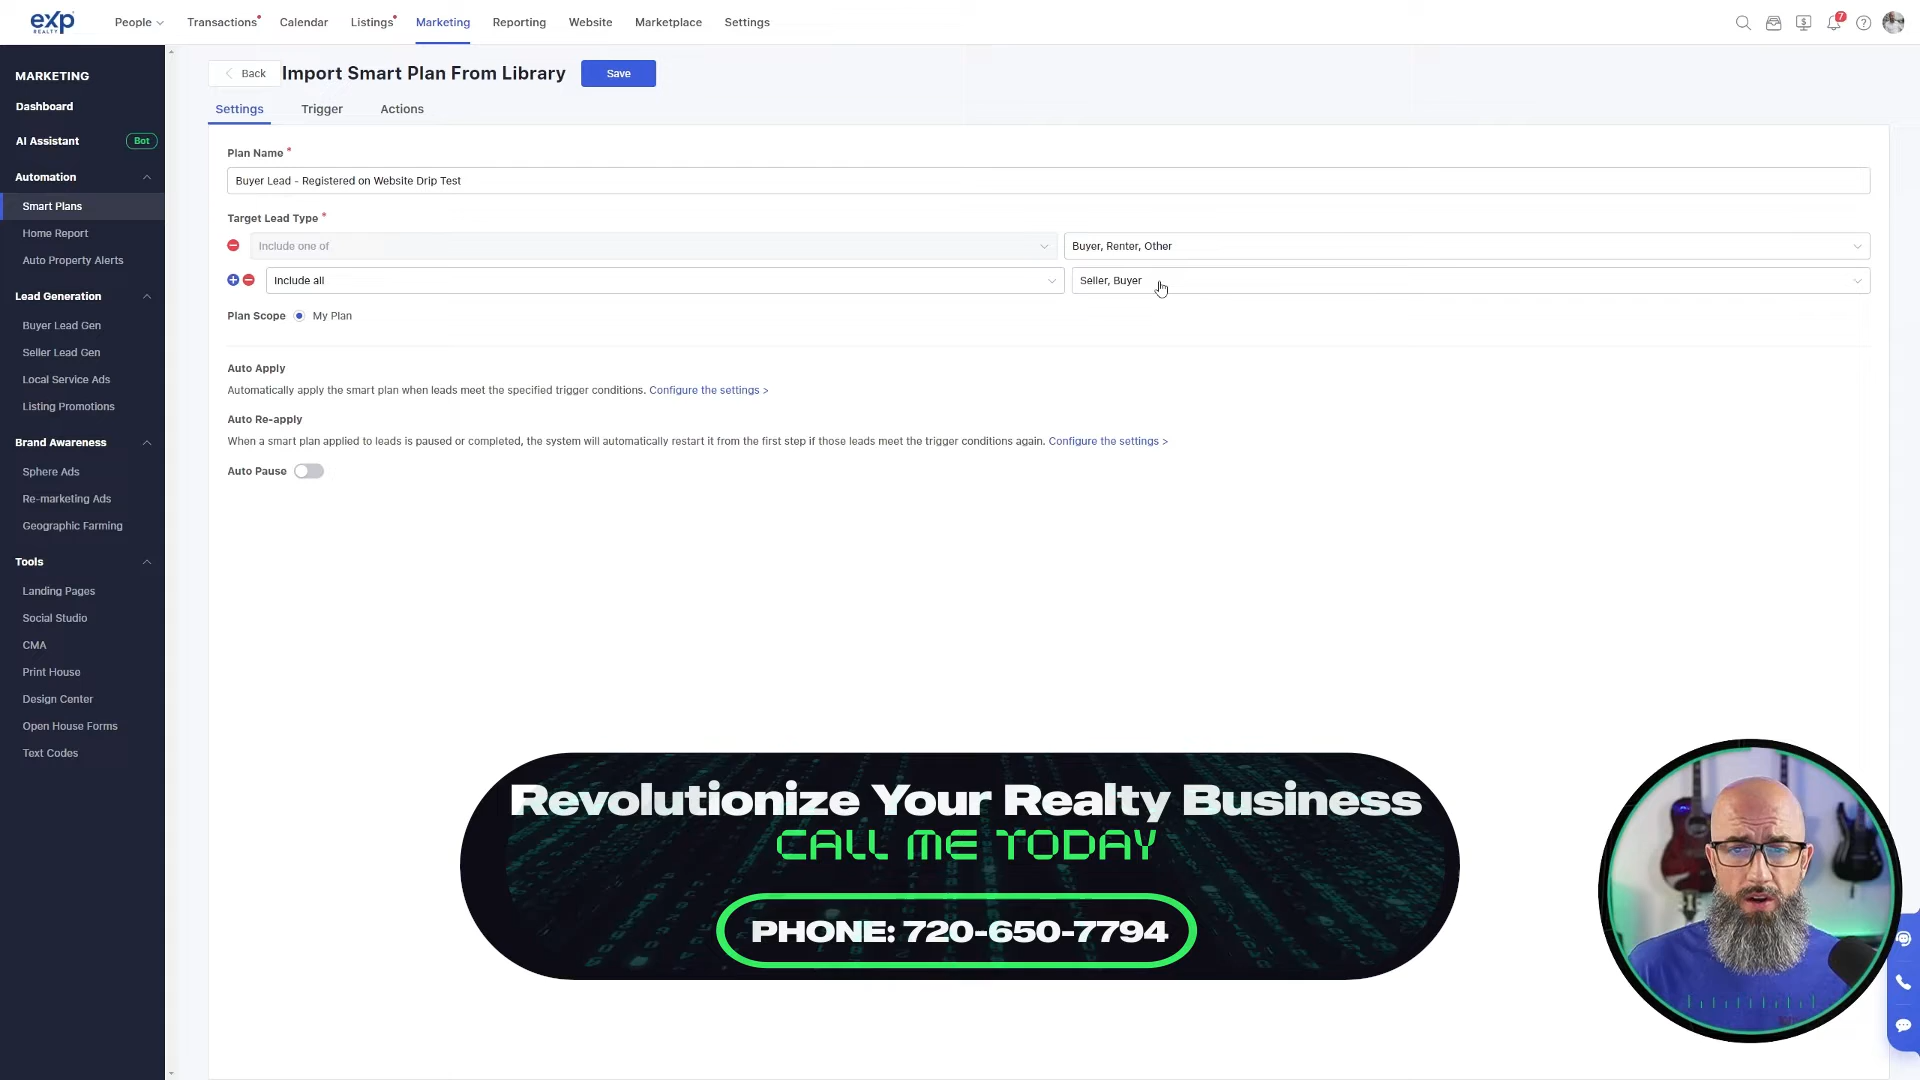 exp
REALTY
People
Transactions
Calendar
Listings
Marketing
Reporting
Website
Marketplace
Settings
7
MARKETING
Dashboard
AI Assistant
Bot
Automation
Smart Plans
Home Report
Auto Property Alerts
Lead Generation
Buyer Lead Gen
Seller Lead Gen
Local Service Ads
Listing Promotions
Brand Awareness
Sphere Ads
Re-marketing Ads
Geographic Farming
Tools
Landing Pages
Social Studio
CMA
Print House
Design Center
Open House Forms
Text Codes
Back
Import Smart Plan From Library
Save
Settings
Trigger
Actions
Plan Name *
Buyer Lead - Registered on Website Drip Test
Target Lead Type *
Include one of
Buyer, Renter, Other
Include all
Seller, Buyer
Plan Scope
My Plan
Auto Apply
Automatically apply the smart plan when leads meet the specified trigger conditions. Configure the settings >
Auto Re-apply
When a smart plan applied to leads is paused or completed, the system will automatically restart it from the first step if those leads meet the trigger conditions again. Configure the settings >
Auto Pause
Revolutionize Your Realty Business
CALL ME TODAY
PHONE: 720-650-7794